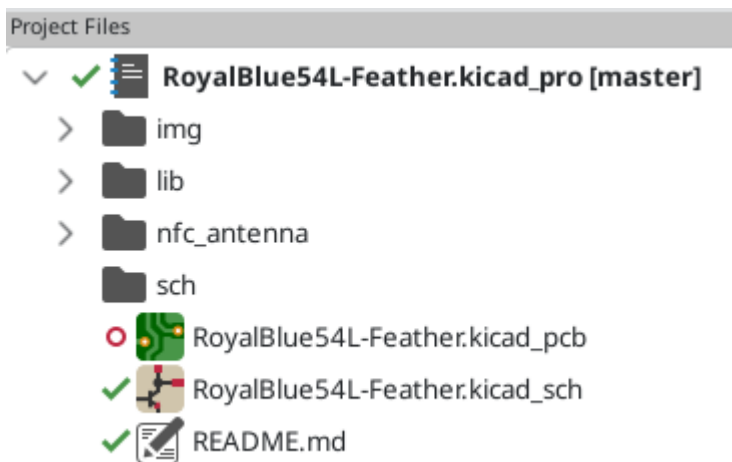 Project Files
RoyalBlue54L-Feather.kicad_pro [master]
img
lib
nfc_antenna
sch
RoyalBlue54L-Feather.kicad_pcb
RoyalBlue54L-Feather.kicad_sch
README.md